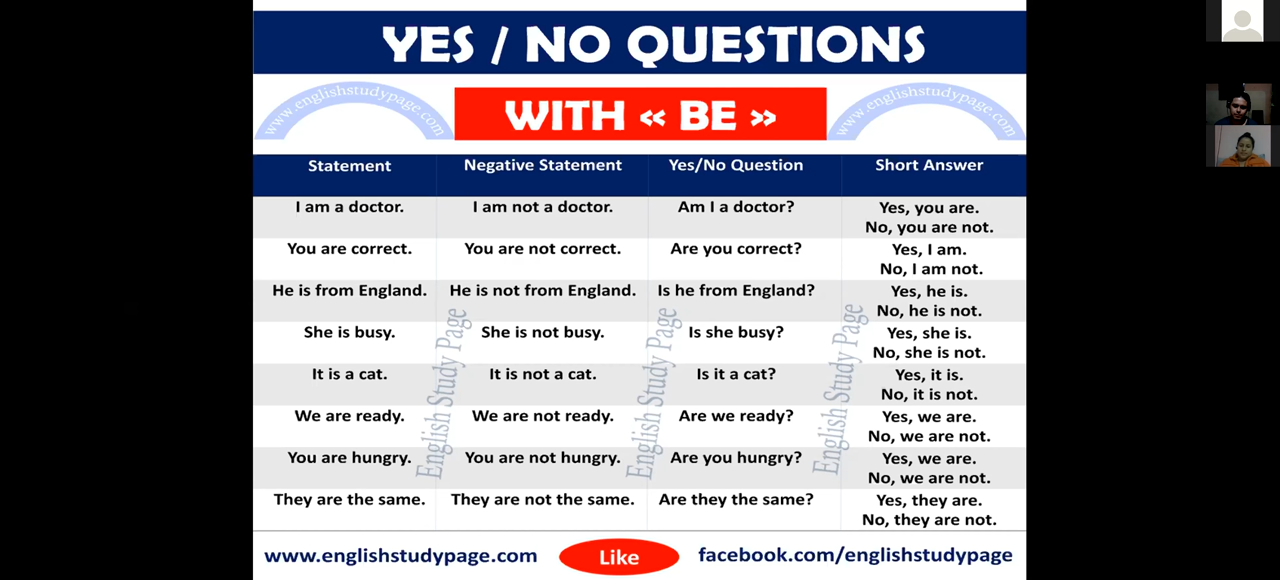 YES / NO QUESTIONS
www.englishstudypage.com
WITH « BE »
www.englishstudypage.com
Statement Negative Statement Yes/No Question Short Answer
I am a doctor. I am not a doctor. Am I a doctor? Yes, you are.
No, you are not.
You are correct. You are not correct. Are you correct? Yes, I am.
No, I am not.
He is from England. He is not from England. Is he from England? Yes, he is.
No, he is not.
She is busy. She is not busy. Is she busy? Yes, she is.
No, she is not.
It is a cat. It is not a cat. Is it a cat? Yes, it is.
No, it is not.
We are ready. We are not ready. Are we ready? Yes, we are.
No, we are not.
You are hungry. You are not hungry. Are you hungry? Yes, we are.
No, we are not.
They are the same. They are not the same. Are they the same? Yes, they are.
No, they are not.
English Study Page
English Study Page
English Study Page
www.englishstudypage.com Like facebook.com/englishstudypage